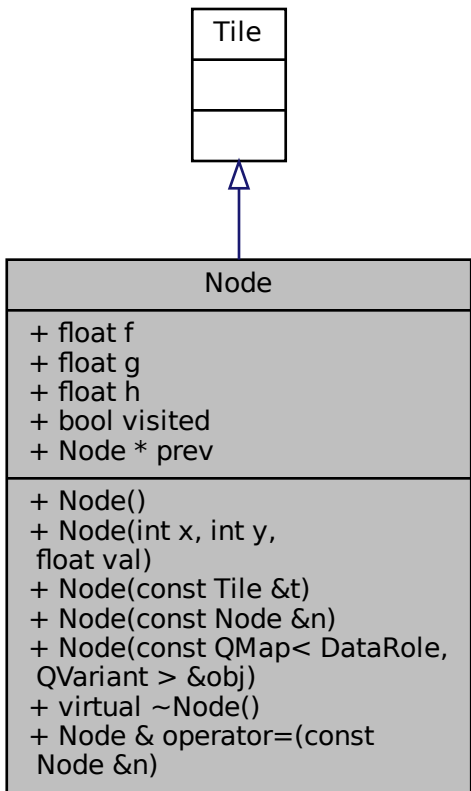 Tile
Node
+ float f
+ float g
+ float h
+ bool visited
+ Node * prev
+ Node()
+ Node(int x, int y,
float val)
+ Node(const Tile &t)
+ Node(const Node &n)
+ Node(const QMap< DataRole,
QVariant > &obj)
+ virtual ~Node()
+ Node & operator=(const
Node &n)